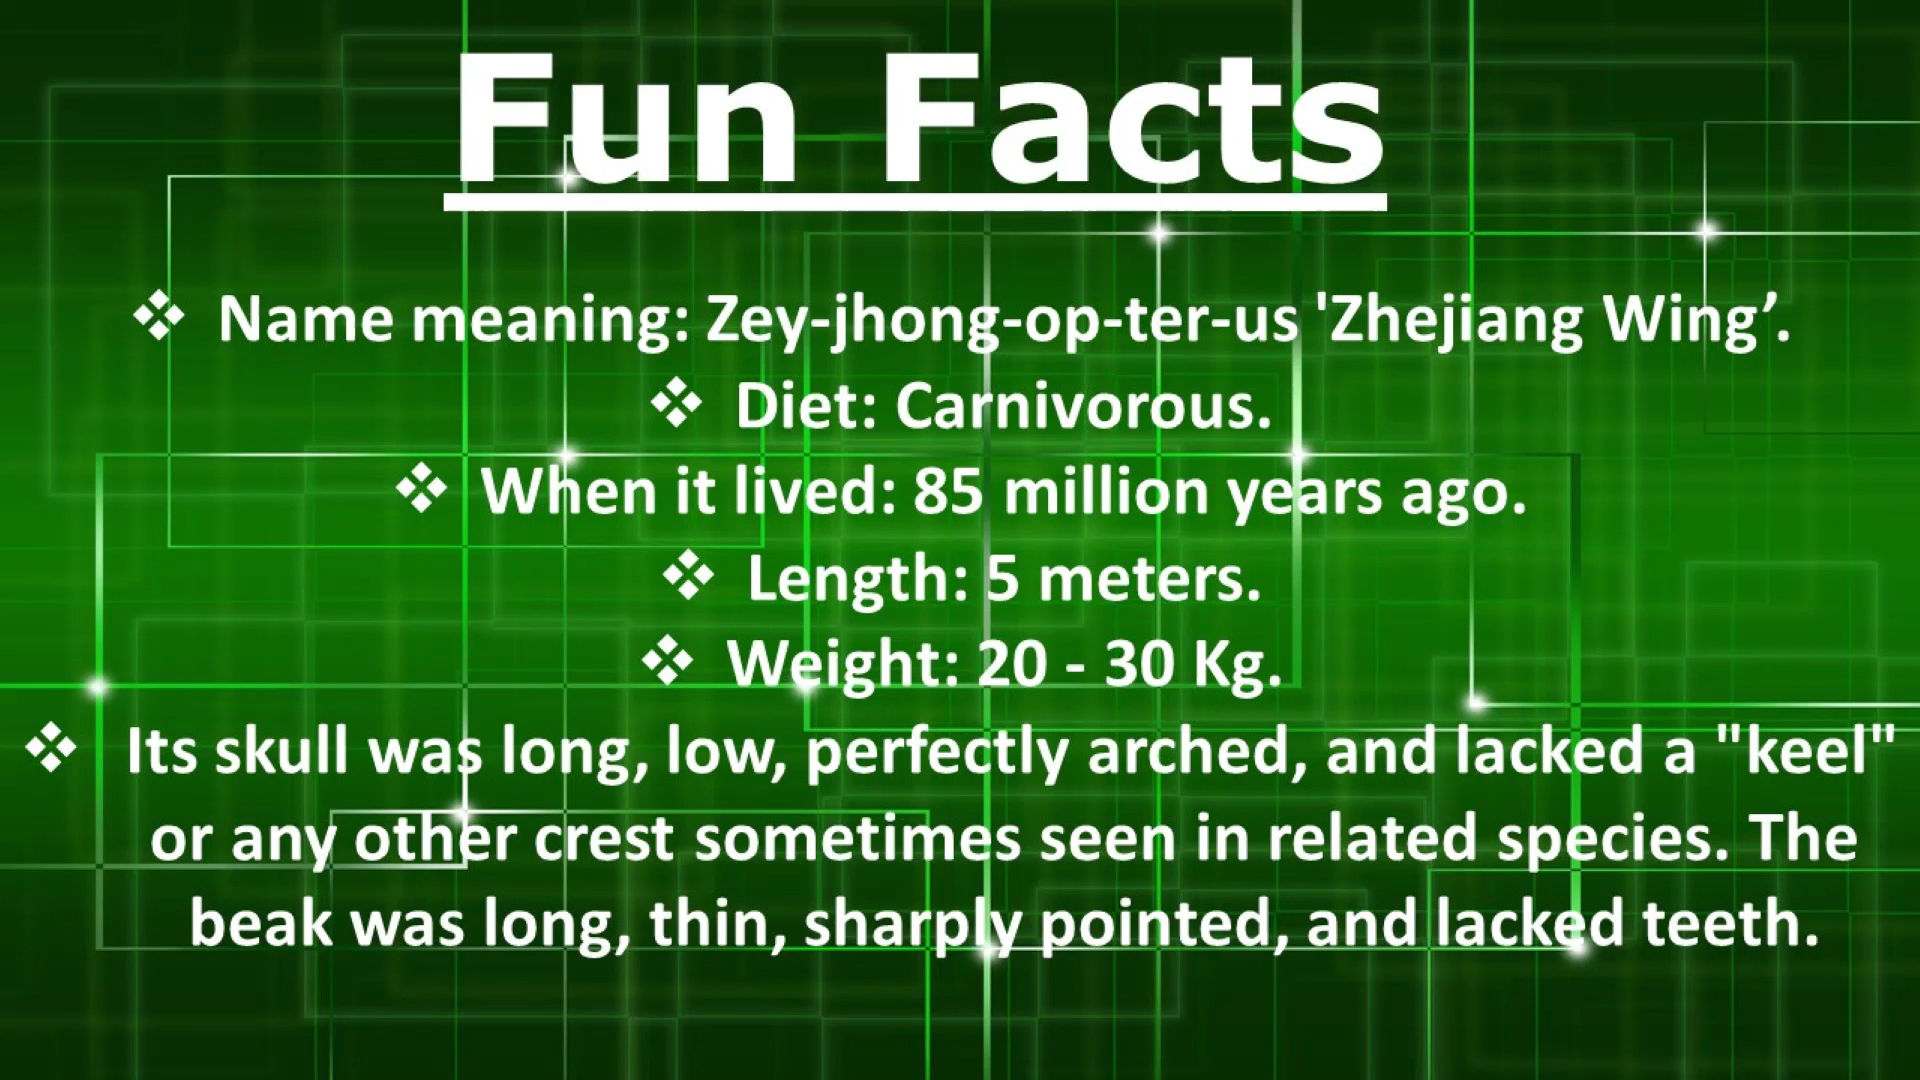 Fun Facts
❖ Name meaning: Zey-jhong-op-ter-us 'Zhejiang Wing’.
❖ Diet: Carnivorous.
❖ When it lived: 85 million years ago.
❖ Length: 5 meters.
❖ Weight: 20 - 30 Kg.
❖ Its skull was long, low, perfectly arched, and lacked a "keel"
or any other crest sometimes seen in related species. The
beak was long, thin, sharply pointed, and lacked teeth.